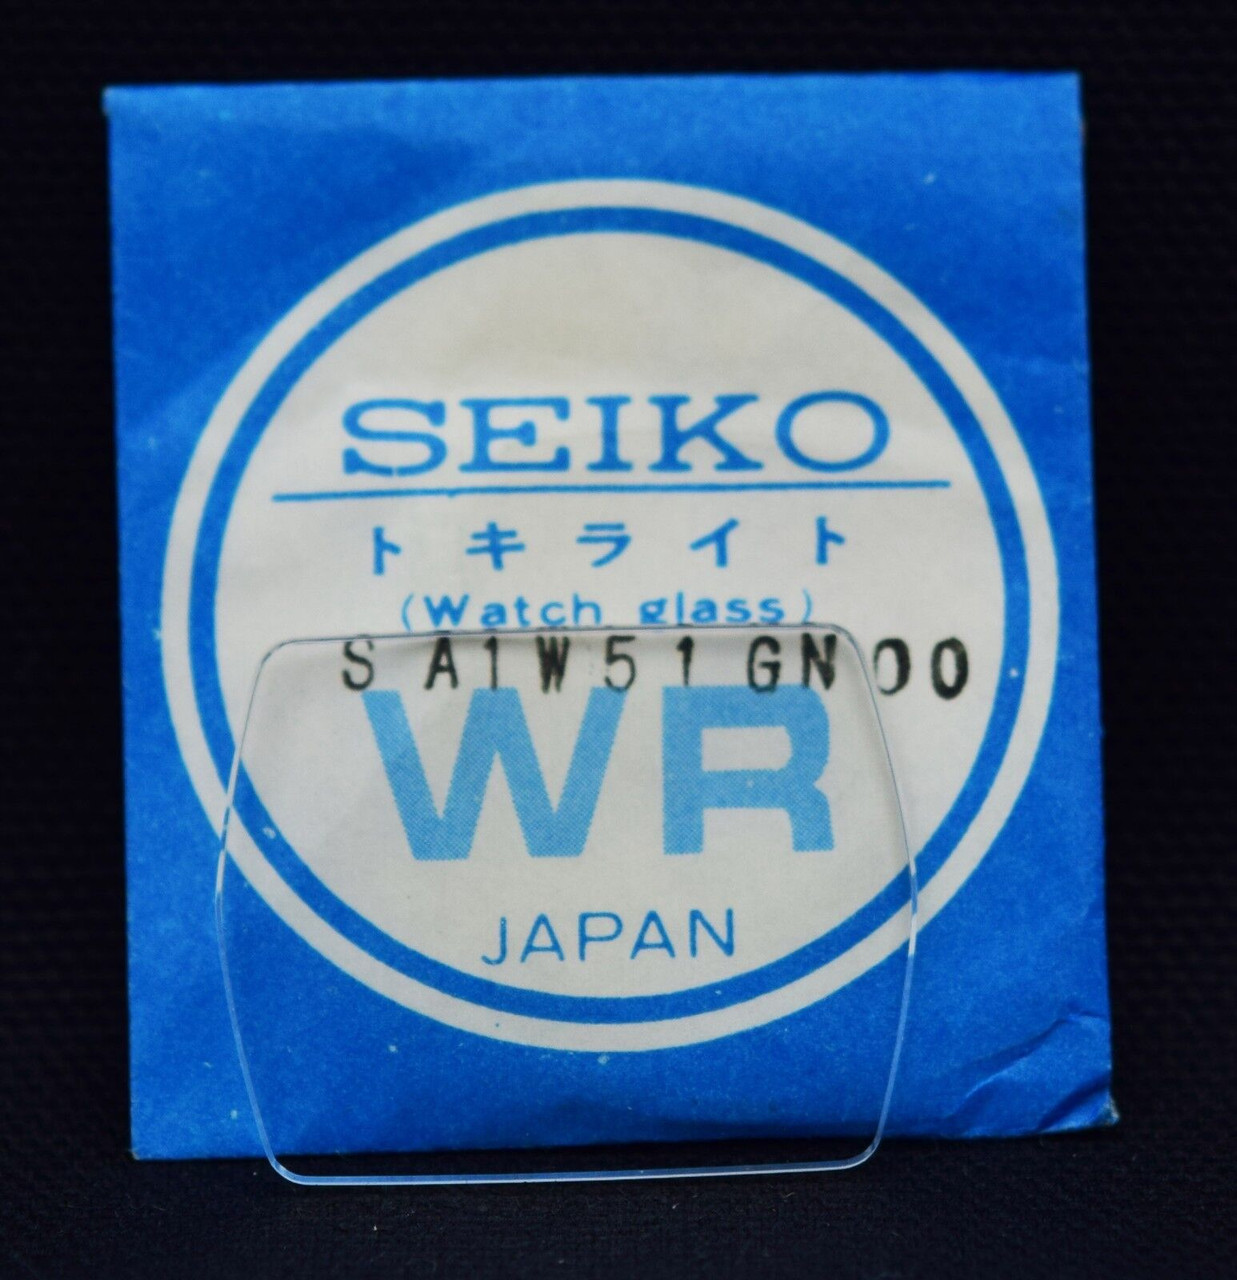 SEIKO
トキライト
(Watch glass)
S A1W51GN00
WR
JAPAN